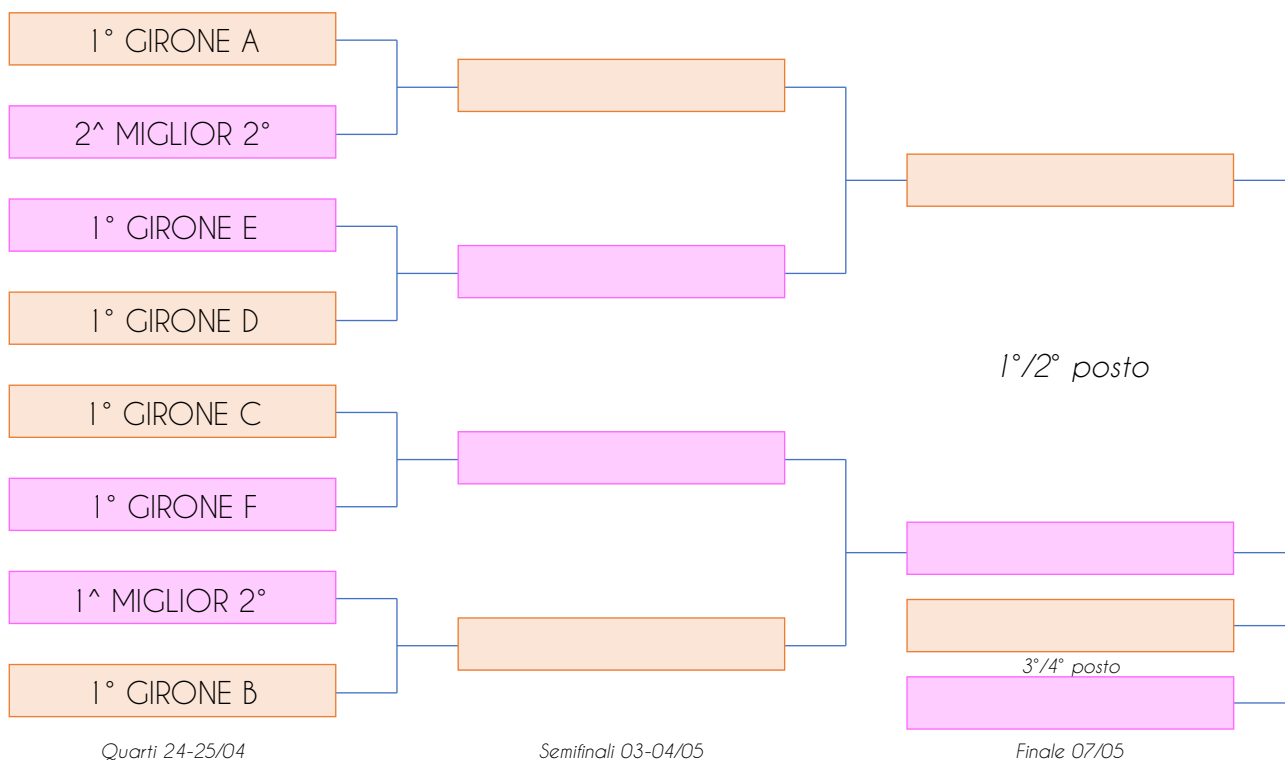 1° GIRONE A
2^ MIGLIOR 2°
1° GIRONE E
1° GIRONE D
1° GIRONE C
1° GIRONE F
1^ MIGLIOR 2°
1° GIRONE B
1°/2° posto
3°/4° posto
Quarti 24-25/04
Semifinali 03-04/05
Finale 07/05